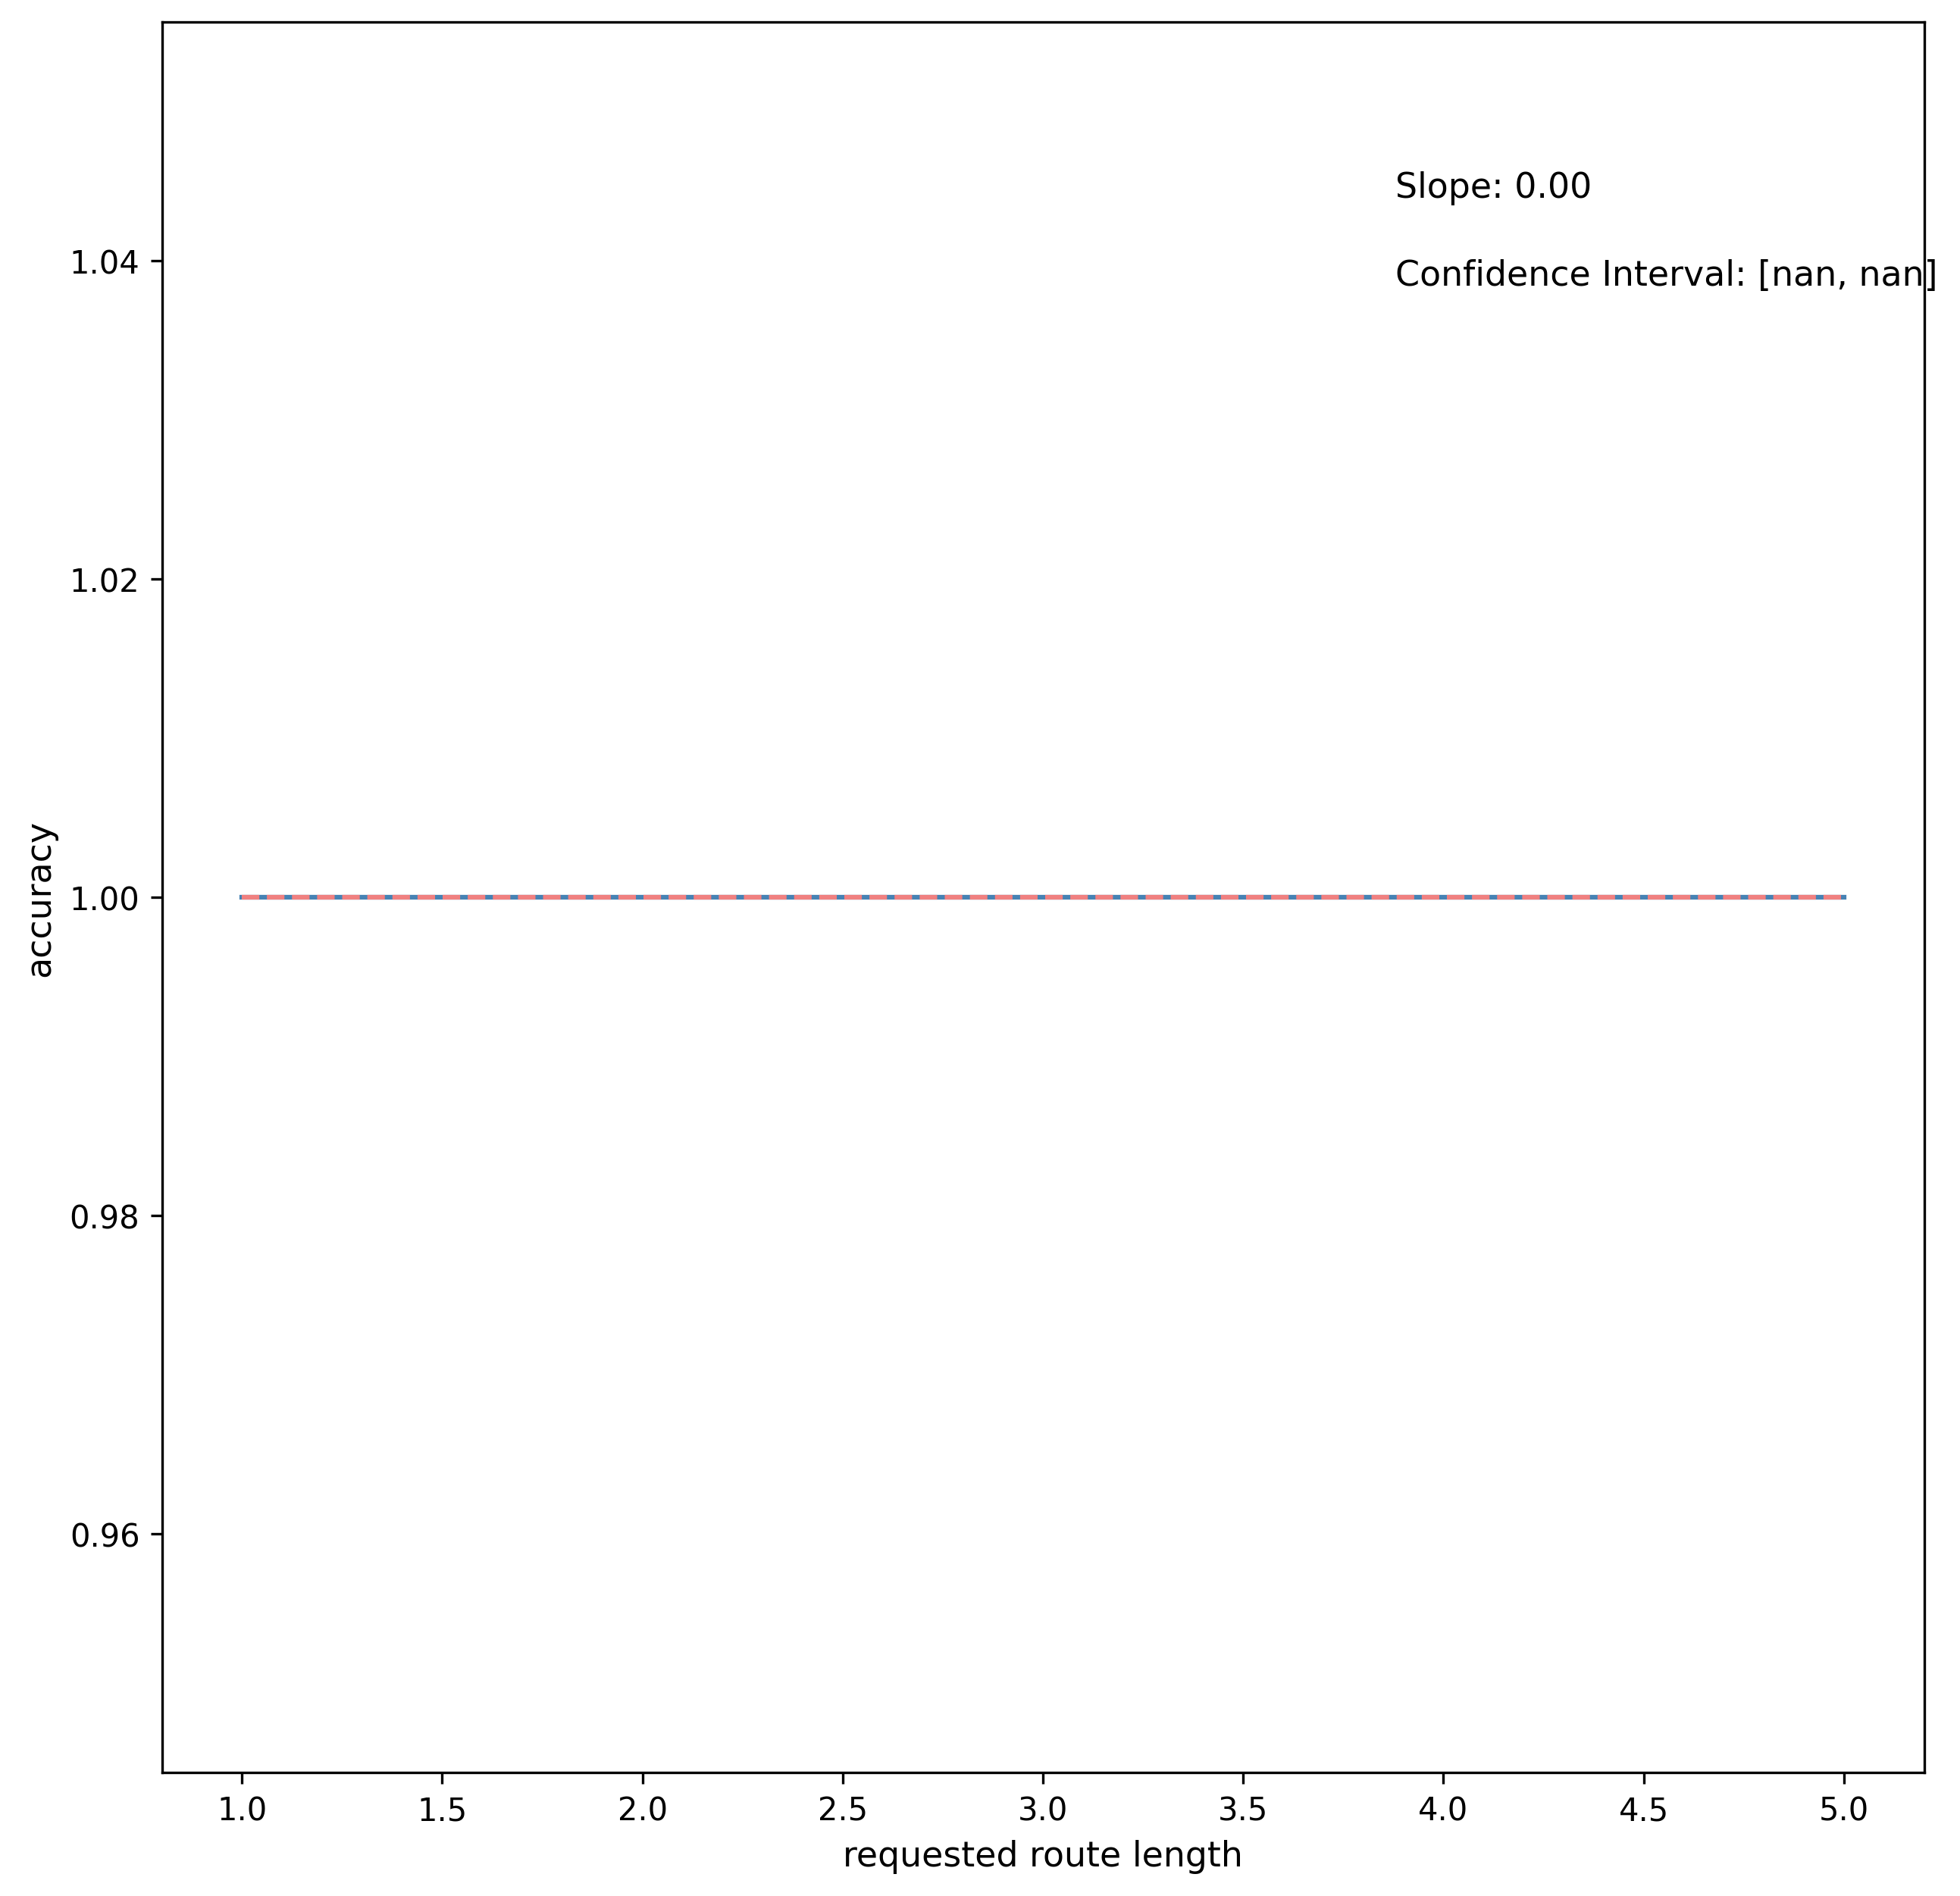 Slope: 0.00
1.04
Confidence Interval: [nan, nan]
1.02
1.00
accuracy
0.98
0.96
1.0 1.5 2.0 2.5 3.0 3.5 4.0 4.5 5.0
requested route length